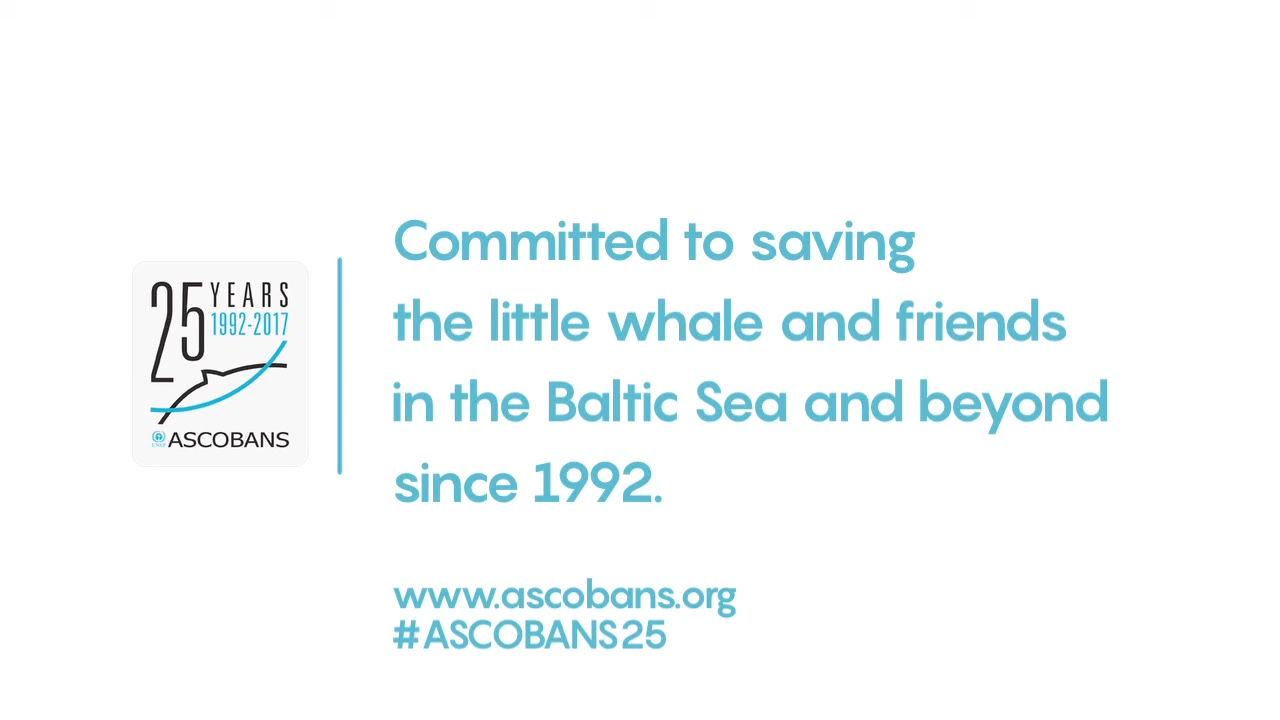 25 YEARS
1992-2017
ASCOBANS
Committed to saving
the little whale and friends
in the Baltic Sea and beyond
since 1992.
www.ascobans.org
#ASCOBANS25